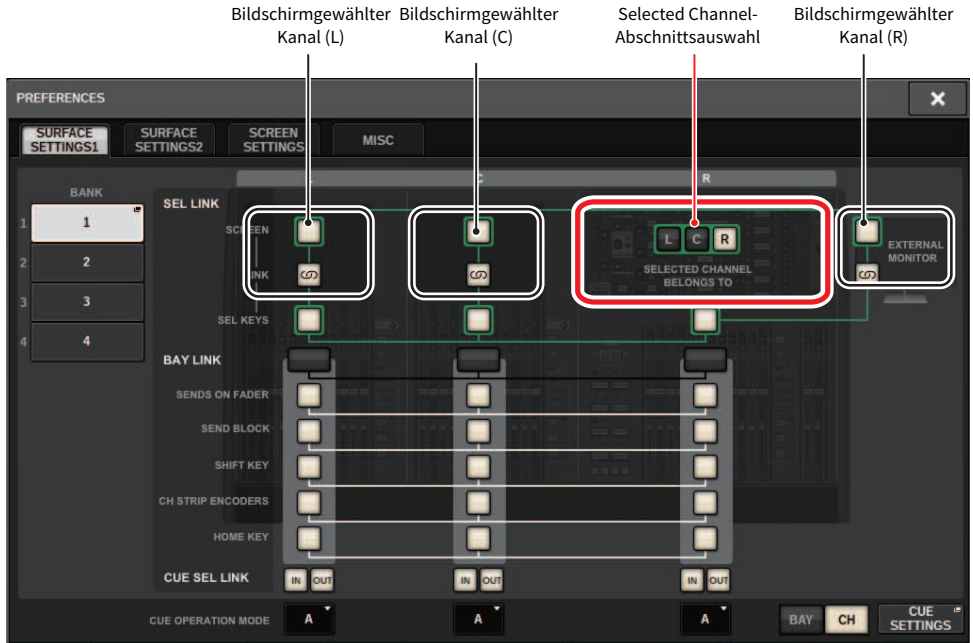 Bildschirmgewählter Kanal (L)
Bildschirmgewählter Kanal (C)
Selected Channel-Abschnittsauswahl
Bildschirmgewählter Kanal (R)
PREFERENCES
SURFACE SETTINGS1
SURFACE SETTINGS2
SCREEN SETTINGS
MISC
BANK
1 1
2 2
3 3
4 4
C
R
SEL LINK
SCREEN
INK
SEL KEYS
L C R
SELECTED CHANNEL BELONGS TO
EXTERNAL MONITOR
BAY LINK
SENDS ON FADER
SEND BLOCK
SHIFT KEY
CH STRIP ENCODERS
HOME KEY
CUE SEL LINK
IN OUT
IN OUT
IN OUT
CUE OPERATION MODE
A
A
A
BAY CH
CUE SETTINGS